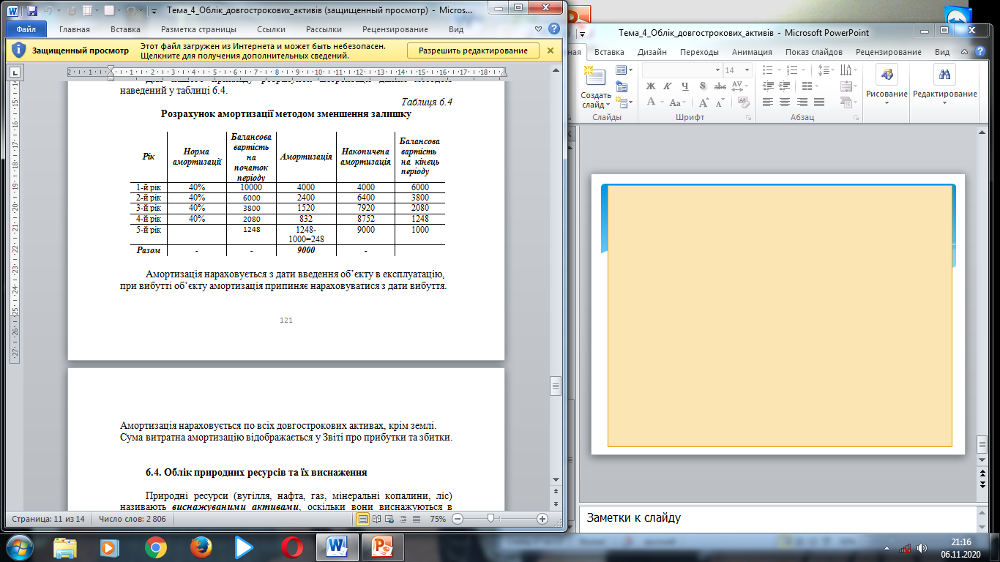 Тема_4_Облік_довгострокових_активів (защищенный просмотр) - Micros...
Файл Главная Вставка Разметка страницы Ссылки Рассылки Рецензирование Вид
Защищенный просмотр Этот файл загружен из Интернета и может быть небезопасен. Щелкните для получения дополнительных сведений. Разрешить редактирование
наведений у таблиці 6.4.
Таблиця 6.4
Розрахунок амортизації методом зменшення залишку
Рік Норма амортизації Балансова вартість на початок періоду Амортизація Накопичена амортизація Балансова вартість на кінець періоду
1-й рік 40% 10000 4000 4000 6000
2-й рік 40% 6000 2400 6400 3800
3-й рік 40% 3800 1520 7920 2080
4-й рік 40% 2080 832 8752 1248
5-й рік 1248 1248-1000=248 9000 1000
Разом - - 9000 -
Амортизація нараховується з дати введення об’єкту в експлуатацію,
при вибутті об’єкту амортизація припиняє нараховуватися з дати вибуття.
121
Амортизація нараховується по всіх довгострокових активах, крім землі.
Сума витратна амортизацію відображається у Звіті про прибутки та збитки.
6.4. Облік природних ресурсів та їх виснаження
Природні ресурси (вугілля, нафта, газ, мінеральні копалини, ліс)
називають виснажуваними активами, оскільки вони виснажуються в
Страница: 11 из 14 Число слов: 2 806 75%
Тема_4_Облік_довгострокових_активів - Microsoft PowerPoint
ная Вставка Дизайн Переходы Анимация Показ слайдов Рецензирование Вид
14
Создать слайд
Ж К Ч S abc AV
A Aa A A
Рисование
Редактирование
Слайды Шрифт Абзац
Заметки к слайду
21:16
06.11.2020